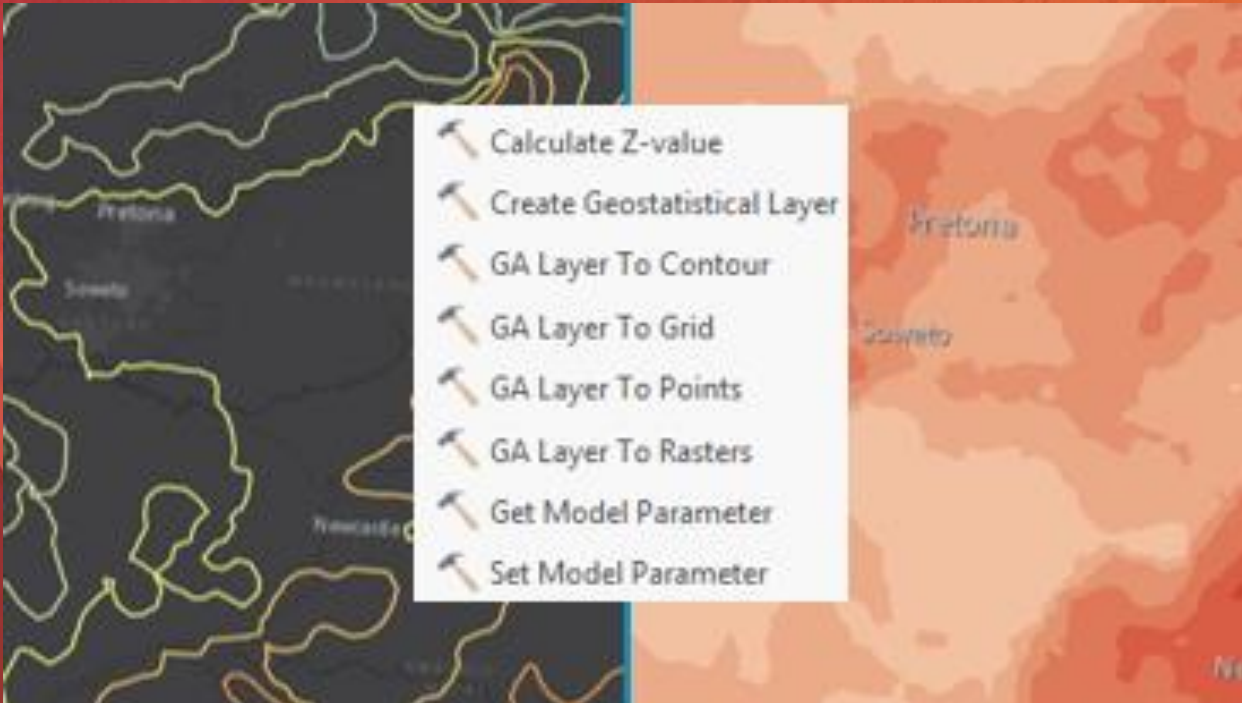 Pretoria
Soweto
Newcastle
Calculate Z-value
Create Geostatistical Layer
GA Layer To Contour
GA Layer To Grid
GA Layer To Points
GA Layer To Rasters
Get Model Parameter
Set Model Parameter
Pretoria
Soweto